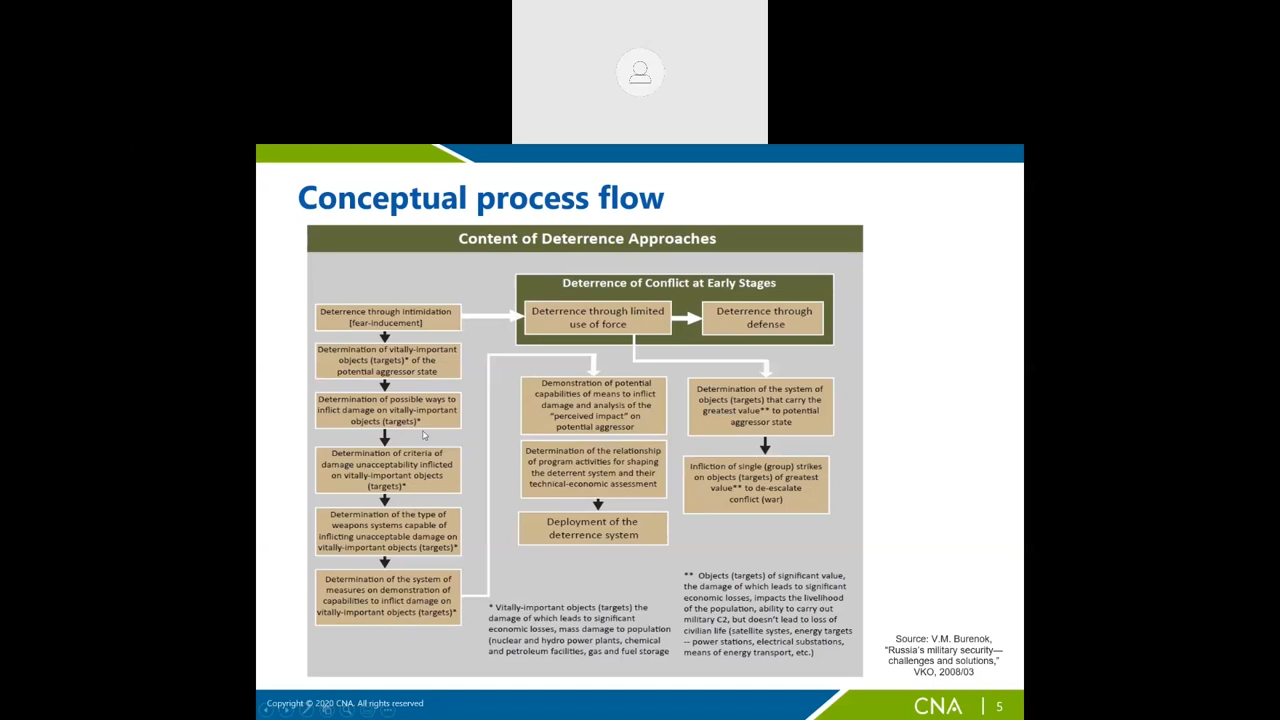 Conceptual process flow
Content of Deterrence Approaches
Deterrence of Conflict at Early Stages
Deterrence through intimidation
[fear-inducement]
Deterrence through limited
use of force
Deterrence through
defense
Determination of vitally-important
objects (targets)* of the
potential aggressor state
Determination of possible ways to
inflict damage on vitally-important
objects (targets)*
Determination of criteria of
damage unacceptability inflicted
on vitally-important objects
(targets)*
Determination of the type of
weapons systems capable of
inflicting unacceptable damage on
vitally-important objects (targets)*
Determination of the system of
measures on demonstration of
capabilities to inflict damage on
vitally-important objects (targets)*
Demonstration of potential
capabilities of means to inflict
damage and analysis of the
“perceived impact” on
potential aggressor
Determination of the relationship
of program activities for shaping
the deterrent system and their
technical-economic assessment
Deployment of the
deterrence system
Determination of the system of
objects (targets) that carry the
greatest value** to potential
aggressor state
Infliction of single (group) strikes
on objects (targets) of greatest
value** to de-escalate
conflict (war)
* Vitally-important objects (targets) the
damage of which leads to significant
economic losses, mass damage to population
(nuclear and hydro power plants, chemical
and petroleum facilities, gas and fuel storage
** Objects (targets) of significant value,
the damage of which leads to significant
economic losses, impacts the livelihood
of the population, ability to carry out
military C2, but doesn’t lead to loss of
civilian life (satellite systes, energy targets
-- power stations, electrical substations,
means of energy transport, etc.)
Source: V.M. Burenok,
“Russia’s military security—
challenges and solutions,”
VKO, 2008/03
Copyright © 2020 CNA. All rights reserved
CNA | 5